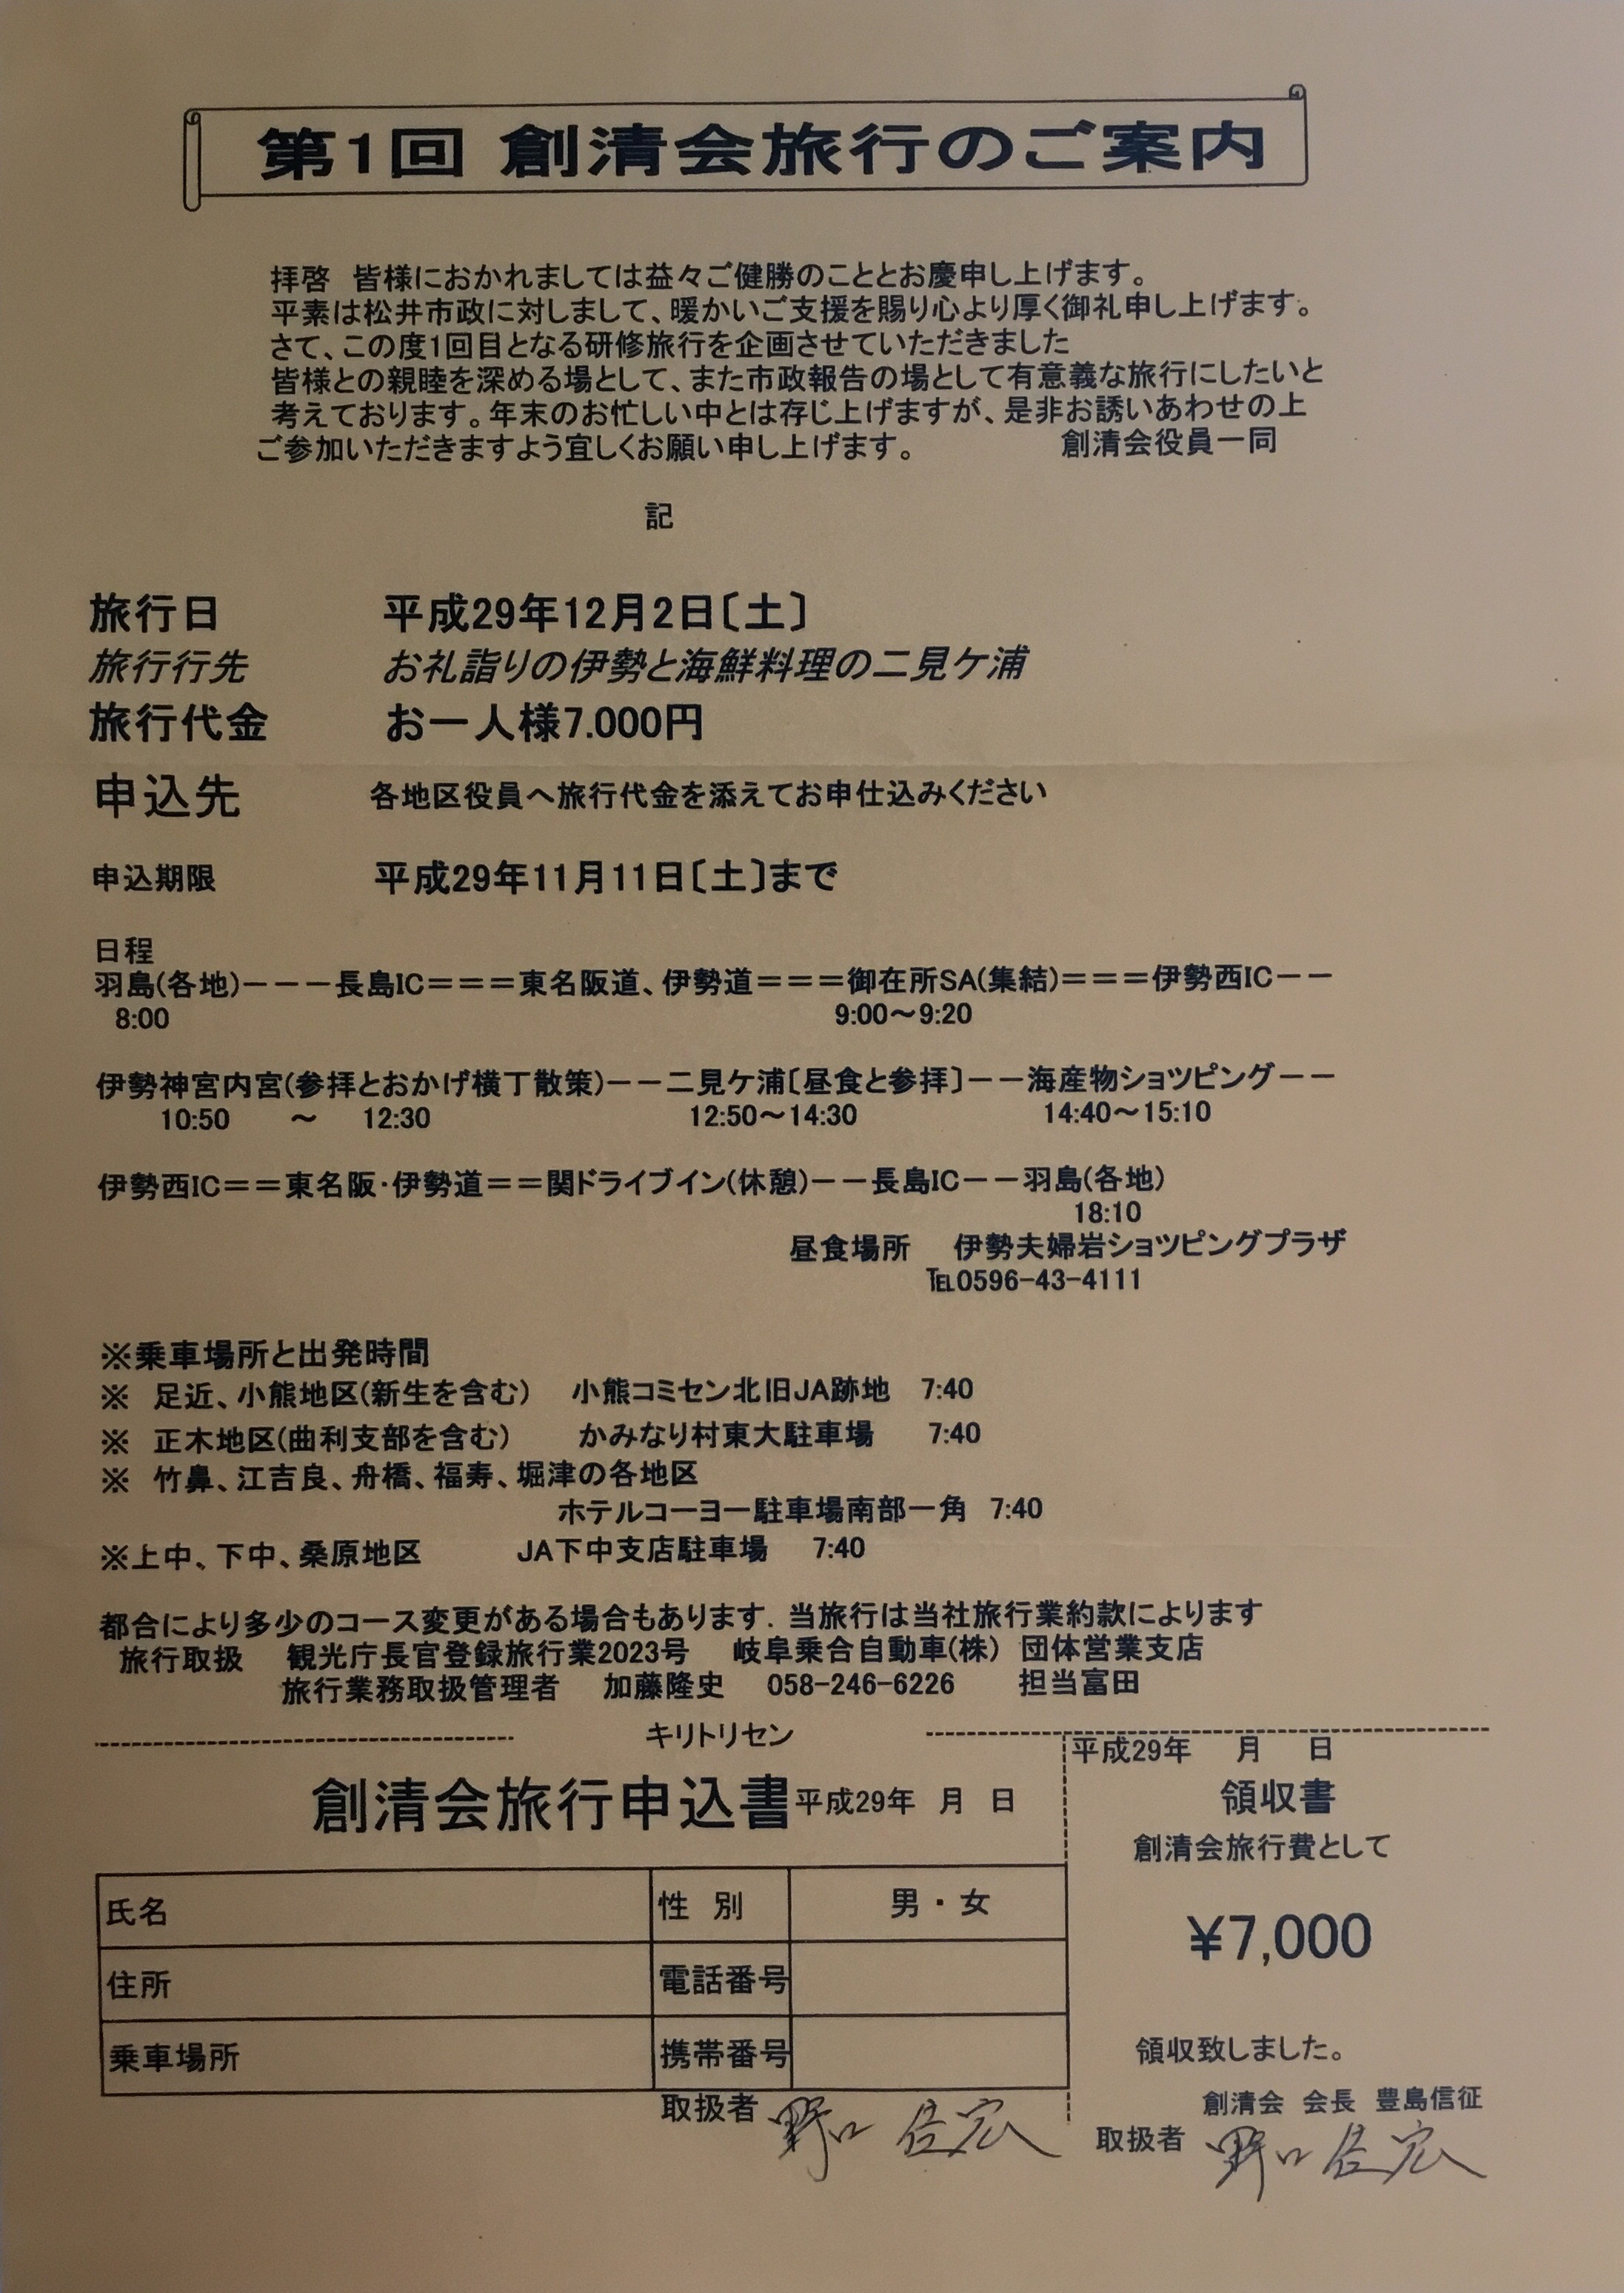 第1回 創清会旅行のご案内
拝啓 皆様におかれましては益々ご健勝のこととお慶申し上げます。
平素は松井市政に対しまして、暖かいご支援を賜り心より厚く御礼申し上げます。
さて、この度1回目となる研修旅行を企画させていただきました
皆様との親睦を深める場として、また市政報告の場として有意義な旅行にしたいと
考えております。年末のお忙しい中とは存じ上げますが、是非お誘いあわせの上
ご参加いただきますよう宜しくお願い申し上げます。 創清会役員一同
記
旅行日 平成29年12月2日〔土〕
旅行行先 お礼詣りの伊勢と海鮮料理の二見ケ浦
旅行代金 お一人様7.000円
申込先 各地区役員へ旅行代金を添えてお申仕込みください
申込期限 平成29年11月11日〔土〕まで
日程
羽島(各地)－－－長島IC＝＝＝東名阪道、伊勢道＝＝＝御在所SA(集結)＝＝＝伊勢西IC－－
8:00 9:00～9:20
伊勢神宮内宮(参拝とおかげ横丁散策)－－二見ケ浦〔昼食と参拝〕－－海産物ショツピング－－
10:50 ～ 12:30 12:50～14:30 14:40～15:10
伊勢西IC＝＝東名阪･伊勢道＝＝関ドライブイン(休憩)－－長島IC－－羽島(各地)
18:10
昼食場所 伊勢夫婦岩ショツピングプラザ
℡0596-43-4111
※乗車場所と出発時間
※ 足近、小熊地区(新生を含む) 小熊コミセン北旧JA跡地 7:40
※ 正木地区(曲利支部を含む) かみなり村東大駐車場 7:40
※ 竹鼻、江吉良、舟橋、福寿、堀津の各地区
ホテルコーヨー駐車場南部一角 7:40
※上中、下中、桑原地区 JA下中支店駐車場 7:40
都合により多少のコース変更がある場合もあります. 当旅行は当社旅行業約款によります
旅行取扱 観光庁長官登録旅行業2023号 岐阜乗合自動車(株) 団体営業支店
旅行業務取扱管理者 加藤隆史 058-246-6226 担当富田
キリトリセン
創清会旅行申込書 平成29年 月 日
氏名 性 別 男・女
住所 電話番号
乗車場所 携帯番号
取扱者 野口佳宏
平成29年 月 日
領収書
創清会旅行費として
¥7,000
領収致しました。
創清会 会長 豊島信征
取扱者 野口佳宏